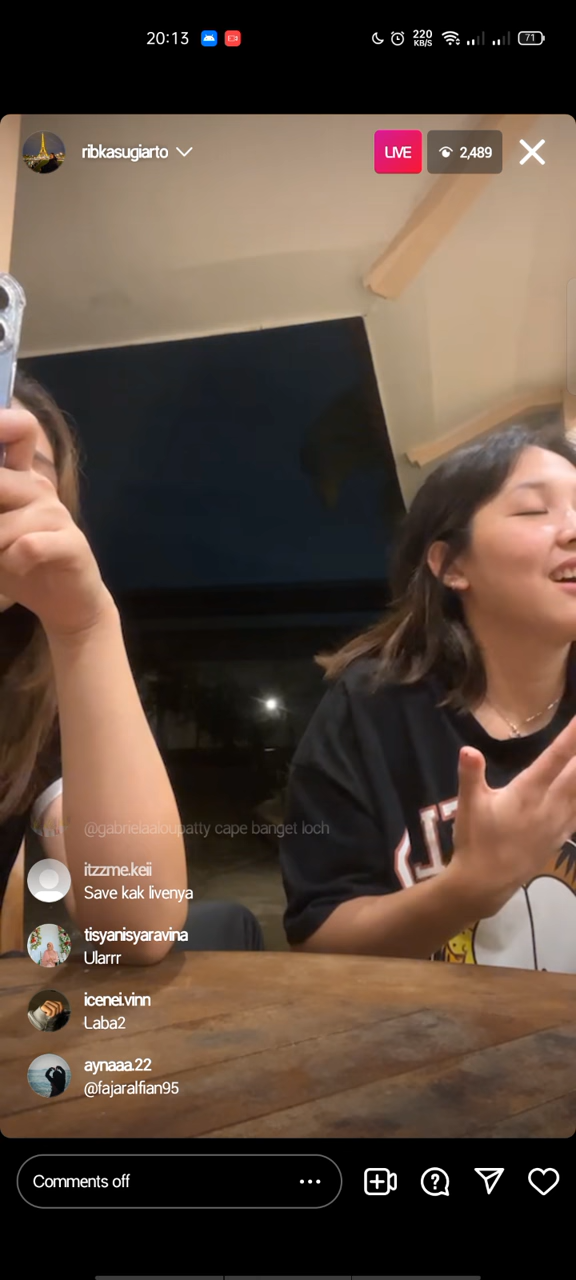 20:13
220
KB/S
71
ribkasugiarto
LIVE
2,489
@gabrielaaloupatty cape banget loch
itzzme.keii
Save kak livenya
tisyanisyaravina
Ularrr
icenei.vinn
Laba2
aynaaa.22
@fajaralfian95
Comments off